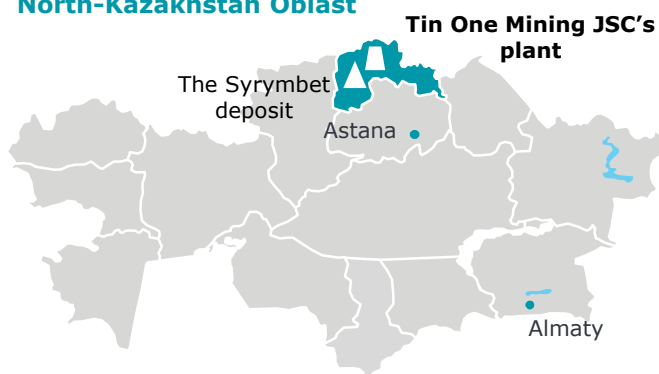 North-Kazakhstan Oblast
Tin One Mining JSC’s
plant
The Syrymbet
deposit
Astana
Almaty